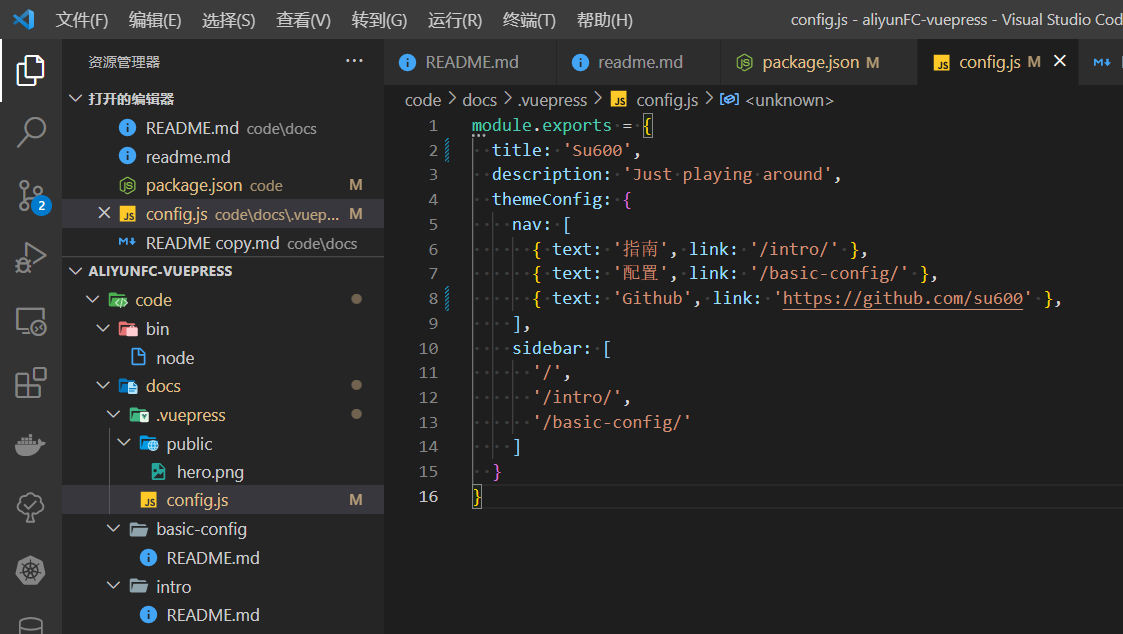 文件(F) 编辑(E) 选择(S) 查看(V) 转到(G) 运行(R) 终端(T) 帮助(H) config.js - aliyunFC-vuepress - Visual Studio Cod
资源管理器 ···
README.md readme.md package.json M config.js M
打开的编辑器
README.md code\docs
readme.md
package.json code M
config.js code\docs\.vuep... M
README copy.md code\docs
ALIYUNFC-VUEPRESS
code
bin
node
docs
.vuepress
public
hero.png
config.js M
basic-config
README.md
intro
README.md
2
code > docs > .vuepress > JS config.js > <unknown>
1 module.exports = {
2 title: 'Su600',
3 description: 'Just playing around',
4 themeConfig: {
5 nav: [
6 { text: '指南', link: '/intro/' },
7 { text: '配置', link: '/basic-config/' },
8 { text: 'Github', link: 'https://github.com/su600' },
9 ],
10 sidebar: [
11 '/',
12 '/intro/',
13 '/basic-config/'
14 ]
15 }
16 }